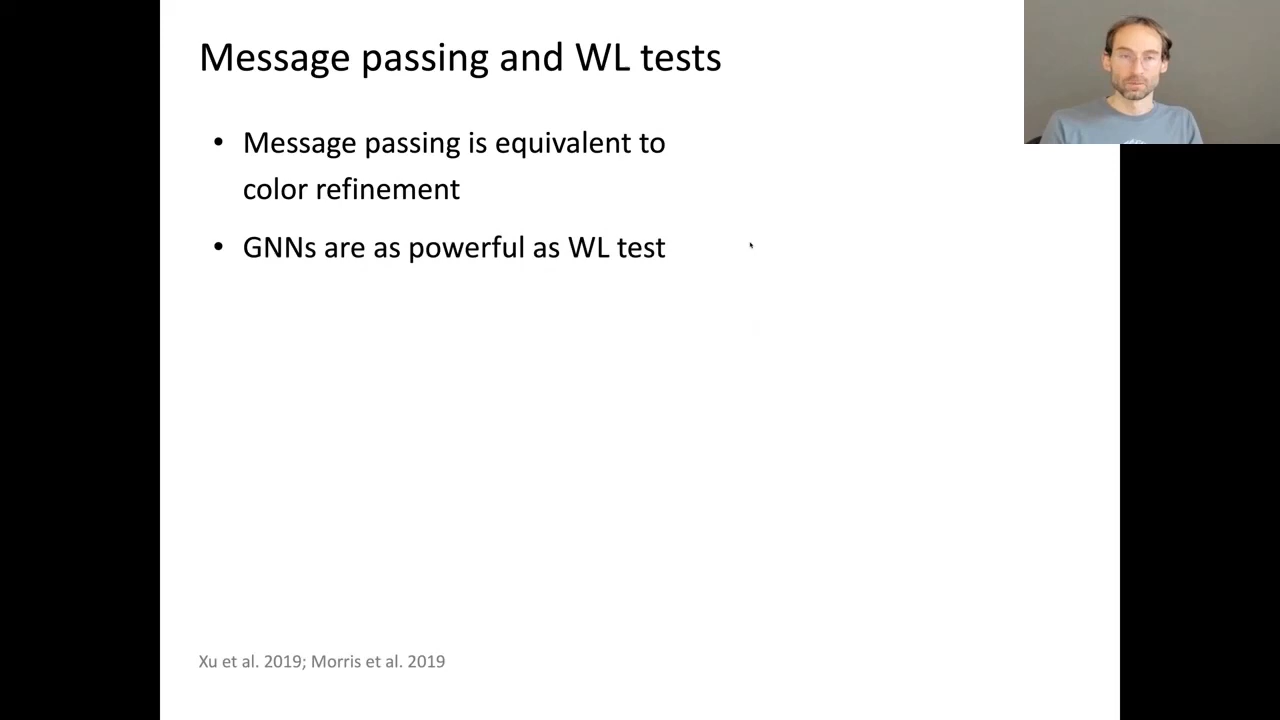 Message passing and WL tests
• Message passing is equivalent to
color refinement
• GNNs are as powerful as WL test
Xu et al. 2019; Morris et al. 2019